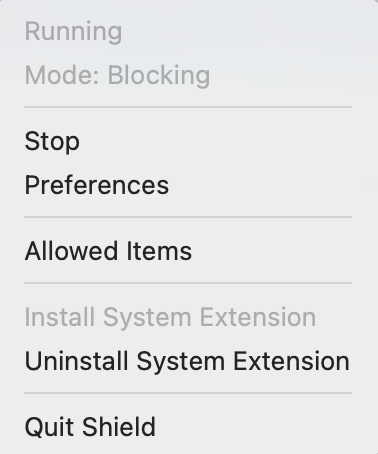 Running
Mode: Blocking
Stop
Preferences
Allowed Items
Install System Extension
Uninstall System Extension
Quit Shield